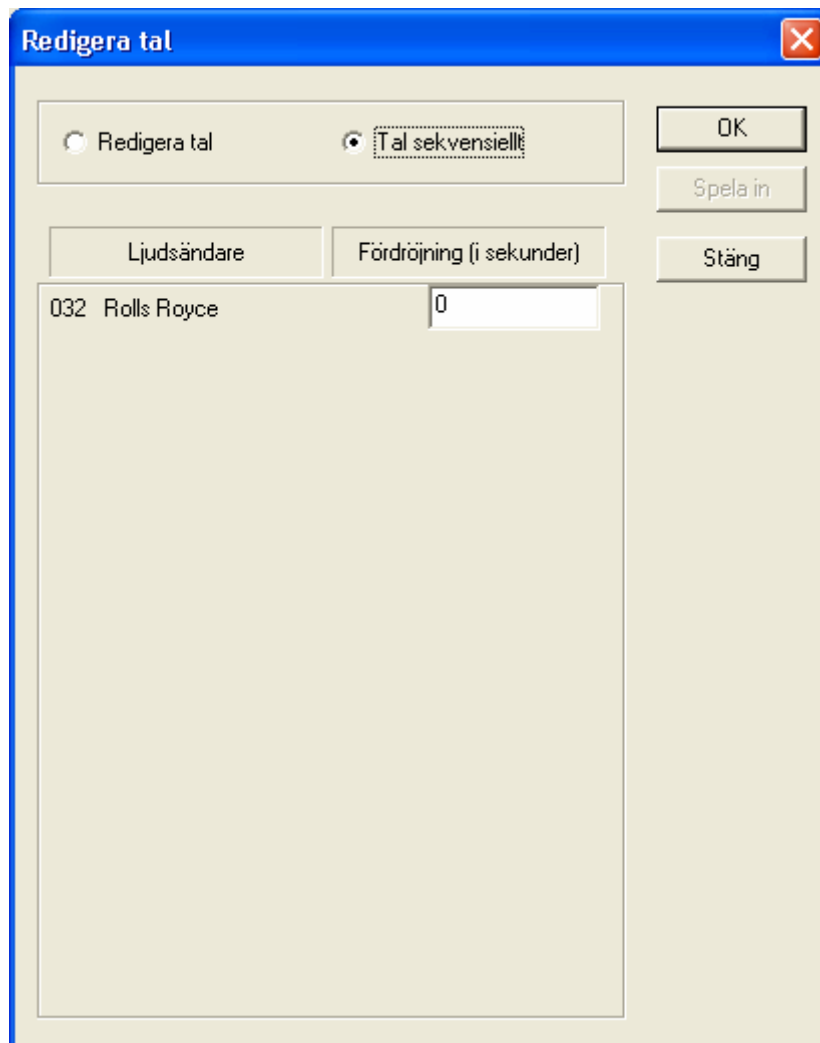 Redigera tal
Redigera tal
Tal sekvensiellt
OK
Spela in
Stäng
Ljudsändare
Fördröjning (i sekunder)
032 Rolls Royce
0